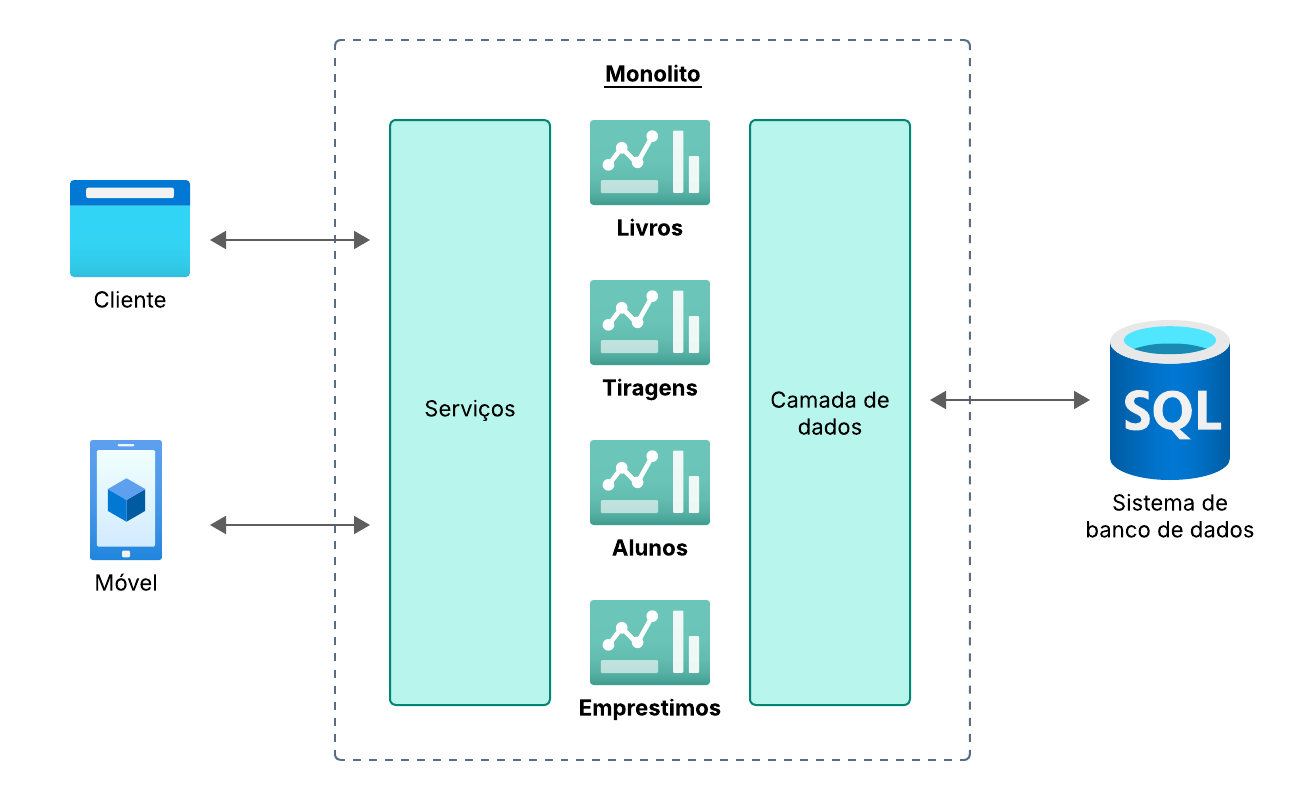 Monolito
Cliente
Móvel
Serviços
Livros
Tiragens
Alunos
Emprestimos
Camada de
dados
SQL
Sistema de
banco de dados